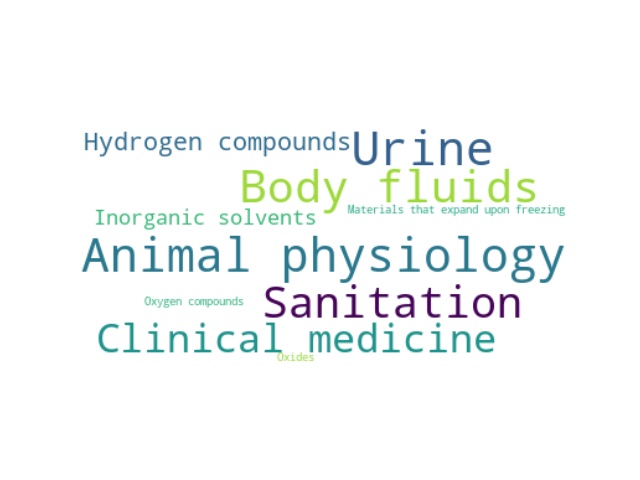 Hydrogen compounds
Urine
Body fluids
Materials that expand upon freezing
Inorganic solvents
Animal physiology
Oxygen compounds
Sanitation
Clinical medicine
Oxides